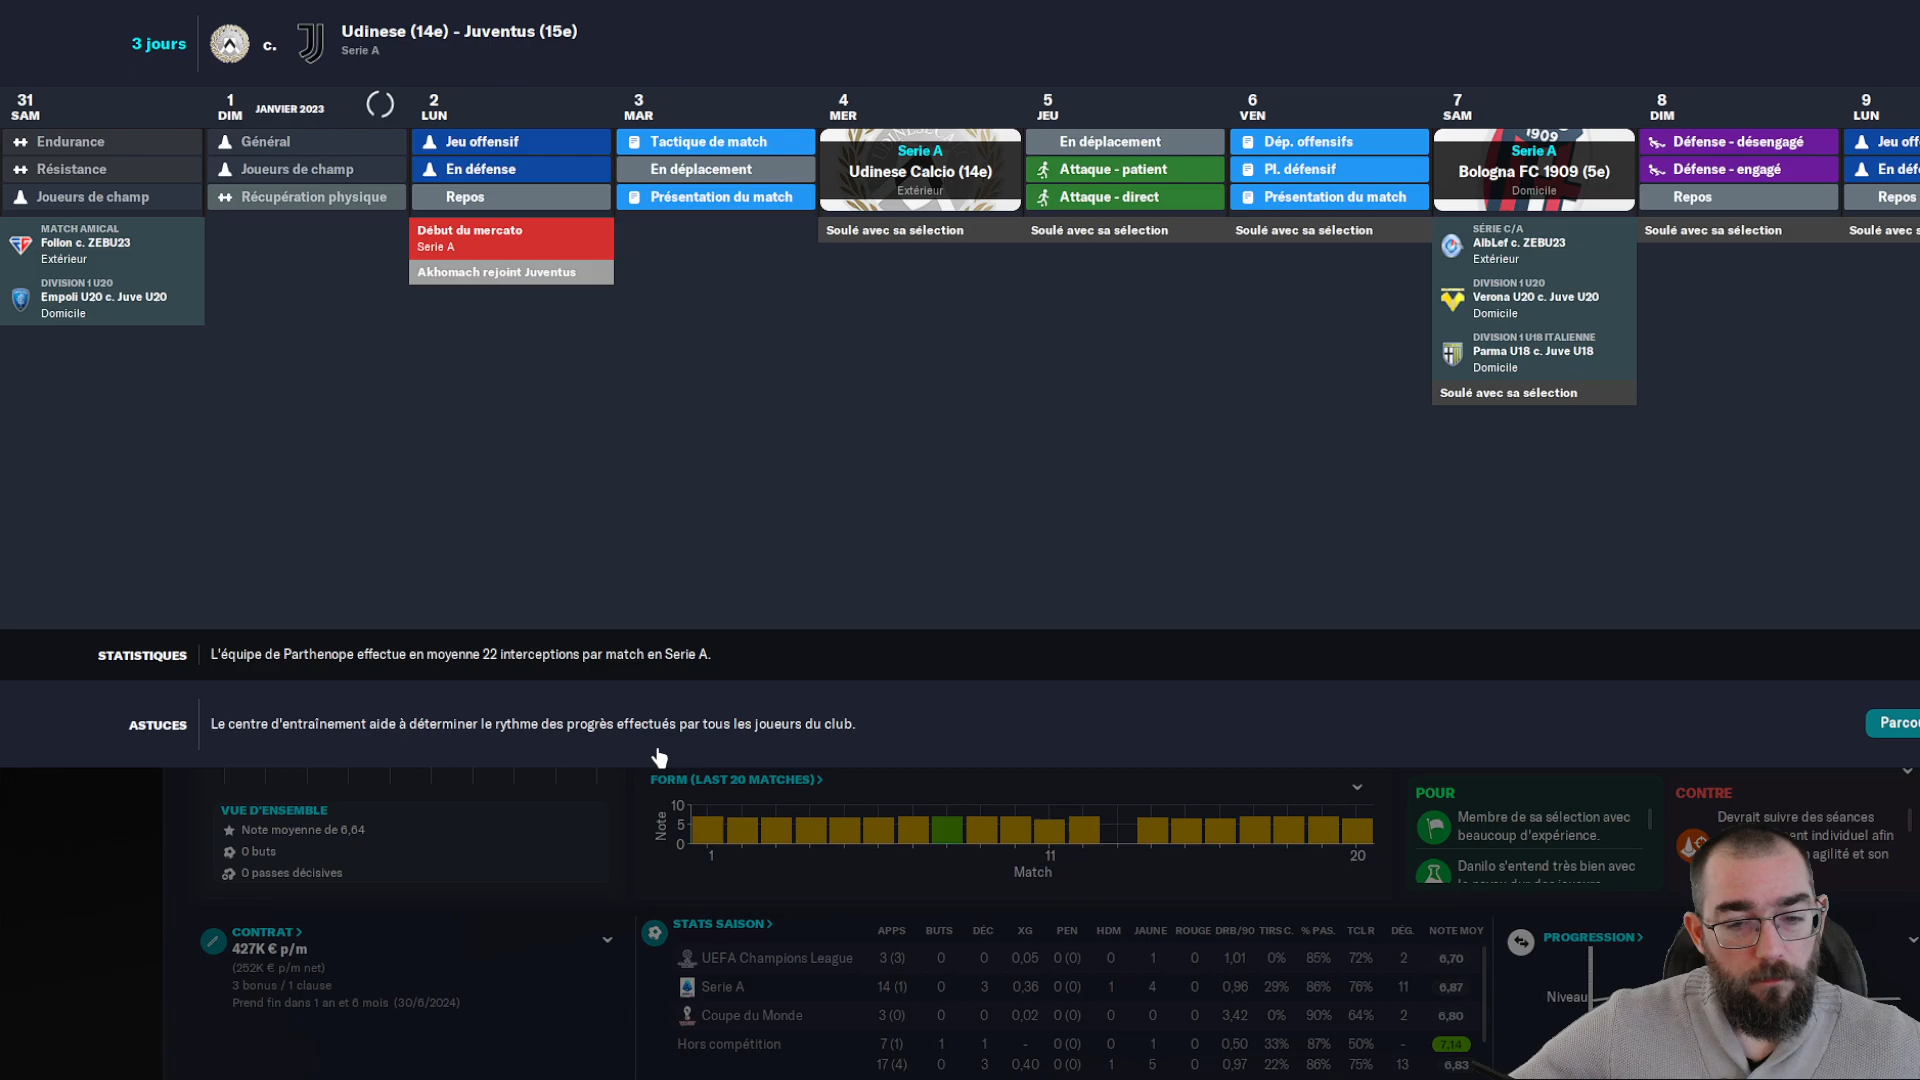 3 jours
c.
Udinese (14e) - Juventus (15e)
Serie A
31
SAM
1
DIM
JANVIER 2023
2
LUN
3
MAR
4
MER
5
JEU
6
VEN
7
SAM
8
DIM
9
LUN
Endurance
Résistance
Joueurs de champ
MATCH AMICAL
Follon c. ZEBU23
Extérieur
DIVISION 1 U20
Empoli U20 c. Juve U20
Domicile
Général
Joueurs de champ
Récupération physique
Jeu offensif
En défense
Repos
Début du mercato
Serie A
Akhomach rejoint Juventus
Tactique de match
En déplacement
Présentation du match
Serie A
Udinese Calcio (14e)
Extérieur
Soulé avec sa sélection
En déplacement
Attaque - patient
Attaque - direct
Soulé avec sa sélection
Dép. offensifs
Pl. défensif
Présentation du match
Soulé avec sa sélection
1909
Serie A
Bologna FC 1909 (5e)
Domicile
SÉRIE C/A
AlbLef c. ZEBU23
Extérieur
DIVISION 1 U20
Verona U20 c. Juve U20
Domicile
DIVISION 1 U18 ITALIENNE
Parma U18 c. Juve U18
Domicile
Soulé avec sa sélection
Défense - désengagé
Défense - engagé
Repos
Soulé avec sa sélection
Jeu off
En défe
Repos
Soulé avec s
STATISTIQUES
L'équipe de Parthenope effectue en moyenne 22 interceptions par match en Serie A.
ASTUCES
Le centre d'entraînement aide à déterminer le rythme des progrès effectués par tous les joueurs du club.
Parcou
VUE D'ENSEMBLE
Note moyenne de 6,64
0 buts
0 passes décisives
FORM (LAST 20 MATCHES) >
Note
10
5
0
1
11
20
Match
POUR
Membre de sa sélection avec
beaucoup d'expérience.
Danilo s'entend très bien avec
CONTRE
Devrait suivre des séances
ment individuel afin
agilité et son
CONTRAT >
427K € p/m
(252K € p/m net)
3 bonus / 1 clause
Prend fin dans 1 an et 6 mois (30/6/2024)
STATS SAISON > APPS BUTS DÉC XG PEN HDM JAUNE ROUGE DRB/90 TIRS C. % PAS. TCL R DÉG. NOTE MOY
UEFA Champions League 3 (3) 0 0 0,05 0 (0) 0 1 0 1,01 0% 85% 72% 2 6,70
Serie A 14 (1) 0 3 0,36 0 (0) 1 4 0 0,96 29% 86% 76% 11 6,87
Coupe du Monde 3 (0) 0 0 0,02 0 (0) 0 0 0 3,42 0% 90% 64% 2 6,80
Hors compétition 7 (1) 1 1 - 0 (0) 0 1 0 0,50 33% 87% 50% - 7,14
17 (4) 0 3 0,40 0 (0) 1 5 0 0,97 22% 86% 75% 13 6,83
PROGRESSION >
Niveau